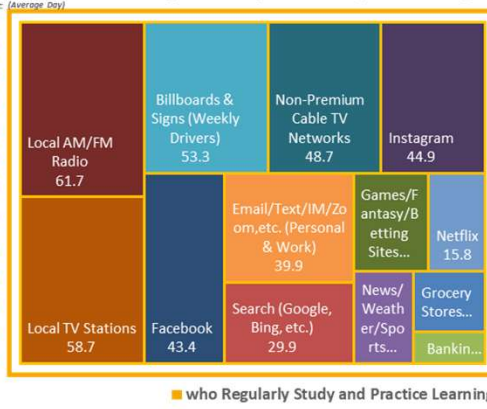 : (Average Day)
Local AM/FM
Radio
61.7
Billboards &
Signs (Weekly
Drivers)
53.3
Non-Premium
Cable TV
Networks
48.7
Instagram
44.9
Local TV Stations
58.7
Facebook
43.4
Email/Text/IM/Zo
om,etc. (Personal
& Work)
39.9
Search (Google,
Bing, etc.)
29.9
Games/F
antasy/B
etting
Sites...
Netflix
15.8
News/
Weath
er/Spo
rts...
Grocery
Stores...
Bankin...
who Regularly Study and Practice Learning